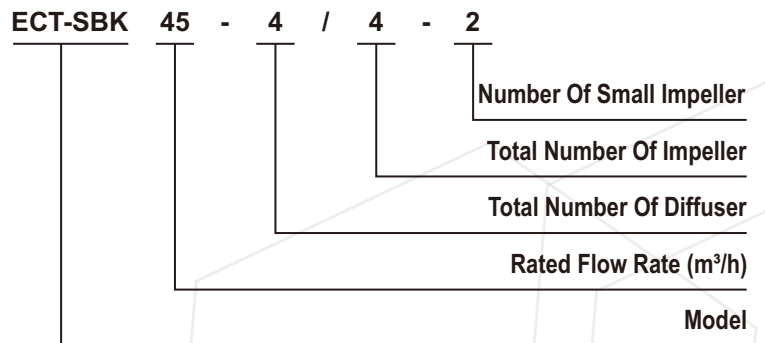 ECT-SBK 45 - 4 / 4 - 2
Number Of Small Impeller
Total Number Of Impeller
Total Number Of Diffuser
Rated Flow Rate (m³/h)
Model